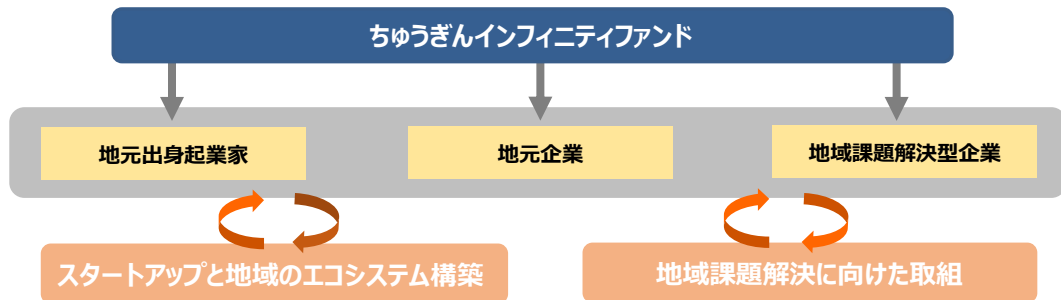 ちゅうぎんインフィニティファンド
地元出身起業家
地元企業
地域課題解決型企業
スタートアップと地域のエコシステム構築
地域課題解決に向けた取組